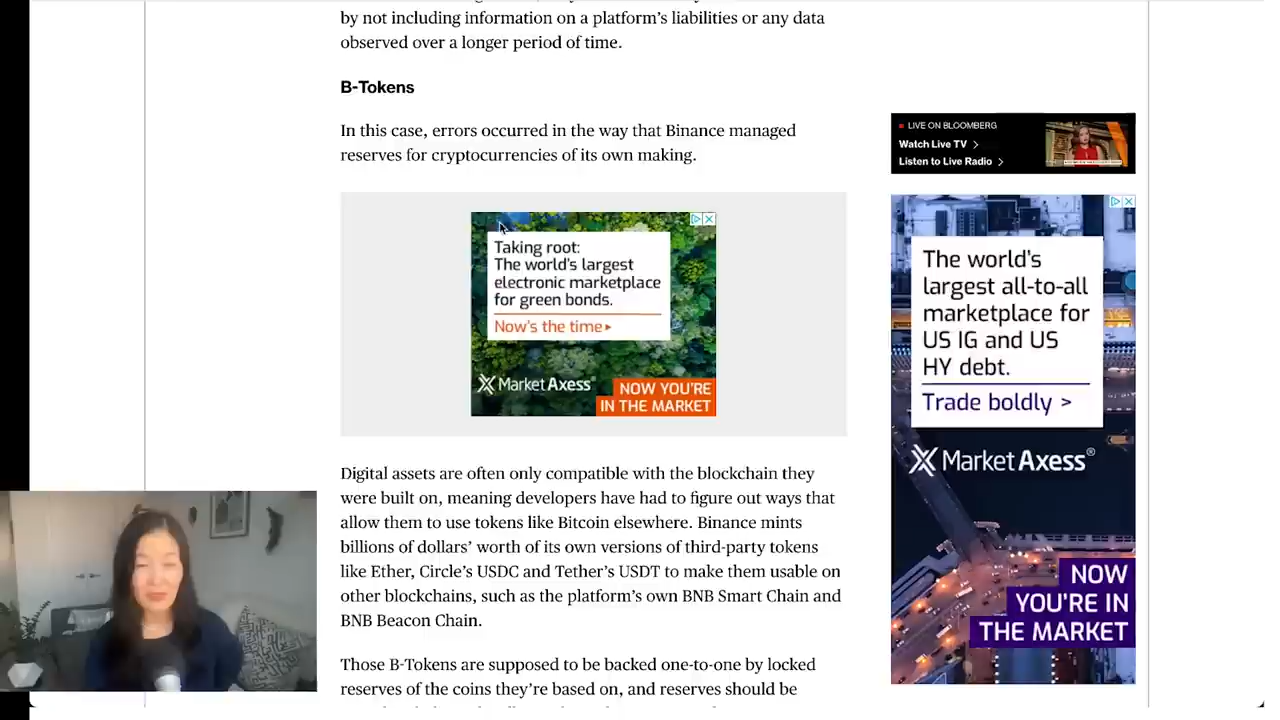 by not including information on a platform's liabilities or any data
observed over a longer period of time.
B-Tokens
In this case, errors occurred in the way that Binance managed
reserves for cryptocurrencies of its own making.
Taking root:
The world's largest
electronic marketplace
for green bonds.
Now's the time
MarketAxess®
NOW YOU'RE
IN THE MARKET
Digital assets are often only compatible with the blockchain they
were built on, meaning developers have had to figure out ways that
allow them to use tokens like Bitcoin elsewhere. Binance mints
billions of dollars' worth of its own versions of third-party tokens
like Ether, Circle's USDC and Tether's USDT to make them usable on
other blockchains, such as the platform's own BNB Smart Chain and
BNB Beacon Chain.
Those B-Tokens are supposed to be backed one-to-one by locked
reserves of the coins they're based on, and reserves should be
LIVE ON BLOOMBERG
Watch Live TV >
Listen to Live Radio >
The world's
largest all-to-all
marketplace for
US IG and US
HY debt.
Trade boldly >
MarketAxess®
NOW
YOU'RE IN
THE MARKET